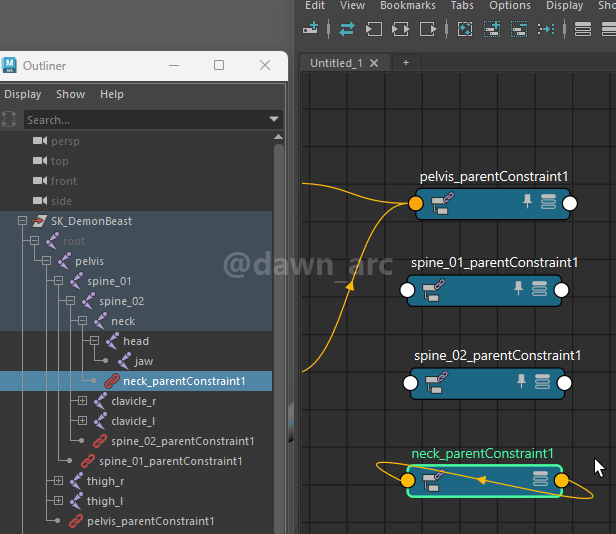 Edit View Bookmarks Tabs Options Display Sho
Outliner
Display Show Help
Untitled_1 +
Search...
persp
top
front
side
SK_DemonBeast
root
pelvis
spine_01
spine_02
neck
head
jaw
neck_parentConstraint1
clavicle_r
clavicle_l
spine_02_parentConstraint1
spine_01_parentConstraint1
thigh_r
thigh_l
pelvis_parentConstraint1
pelvis_parentConstraint1
spine_01_parentConstraint1
spine_02_parentConstraint1
neck_parentConstraint1
@dawn_arc